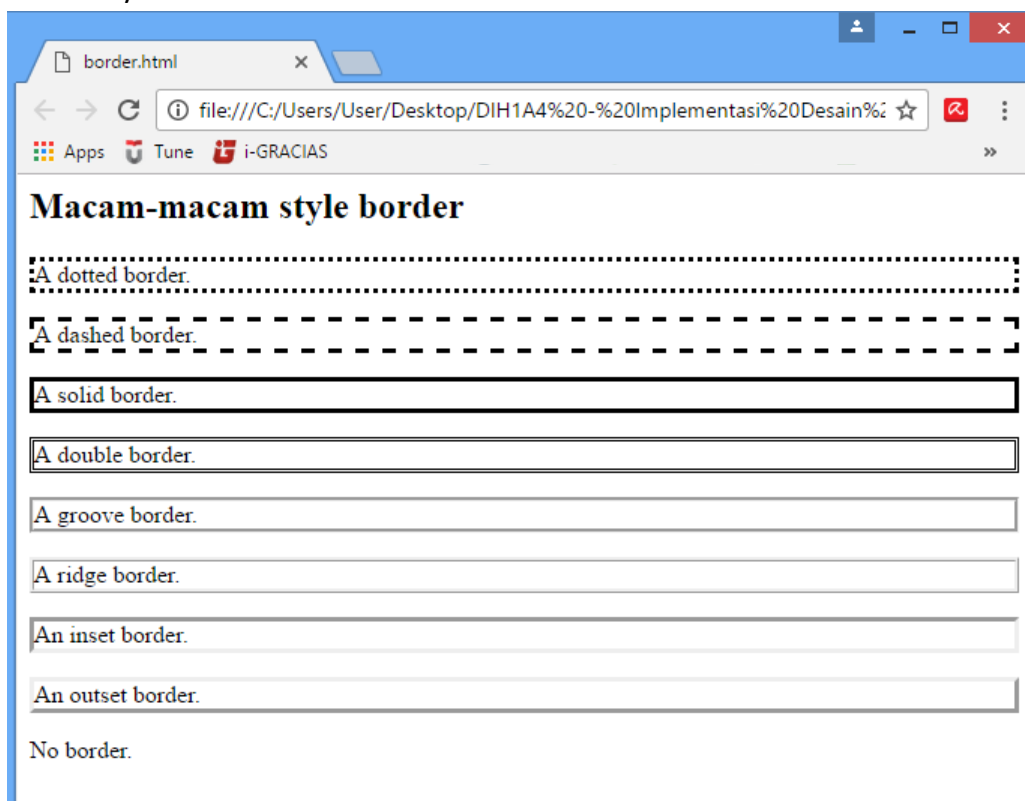 border.html
file:///C:/Users/User/Desktop/DIH1A4%20-%20Implementasi%20Desain%2
Apps Tune i-GRACIAS
Macam-macam style border
A dotted border.
A dashed border.
A solid border.
A double border.
A groove border.
A ridge border.
An inset border.
An outset border.
No border.